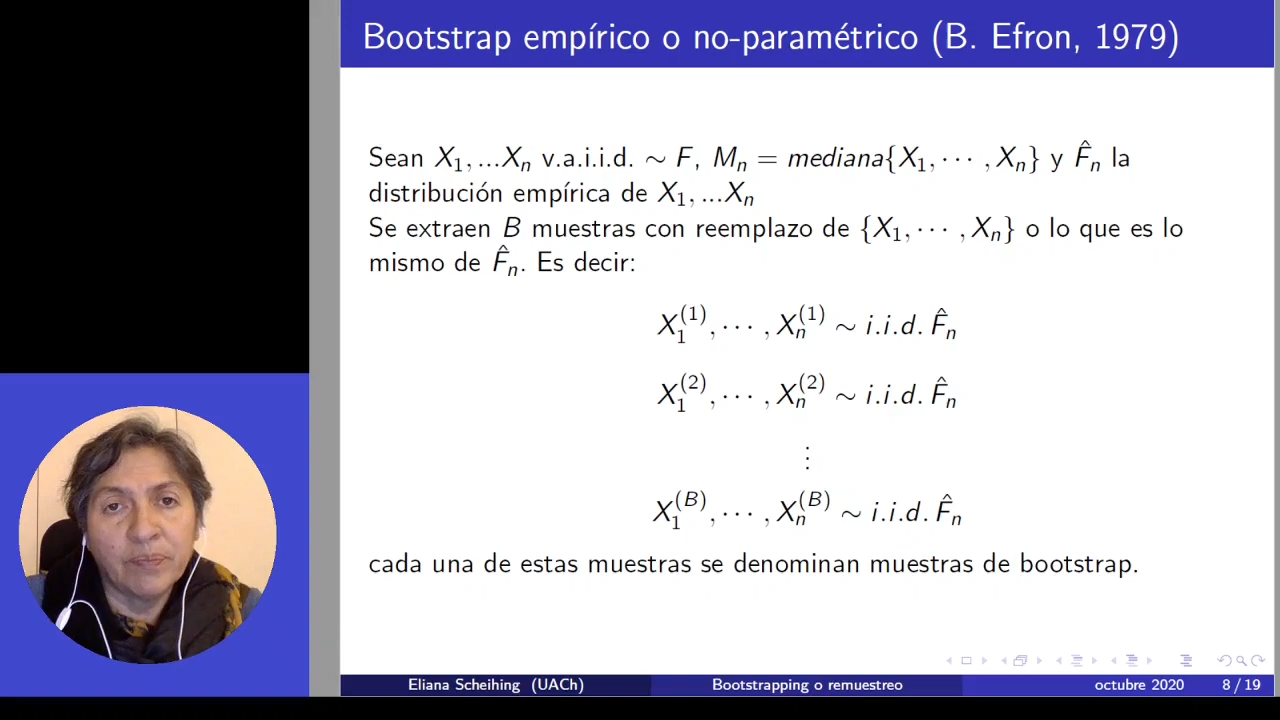 Bootstrap empírico o no-paramétrico (B. Efron, 1979)
Sean X₁, ...Xₙ v.a.i.i.d. ∼ F, Mₙ = mediana{X₁, ⋯ , Xₙ} y F̂ₙ la
distribución empírica de X₁, ...Xₙ
Se extraen B muestras con reemplazo de {X₁, ⋯ , Xₙ} o lo que es lo
mismo de F̂ₙ. Es decir:
X₁⁽¹⁾, ⋯ , Xₙ⁽¹⁾ ∼ i.i.d. F̂ₙ
X₁⁽²⁾, ⋯ , Xₙ⁽²⁾ ∼ i.i.d. F̂ₙ
⋮
X₁⁽ᴮ⁾, ⋯ , Xₙ⁽ᴮ⁾ ∼ i.i.d. F̂ₙ
cada una de estas muestras se denominan muestras de bootstrap.
Eliana Scheihing (UACh) Bootstrapping o remuestreo octubre 2020 8 / 19